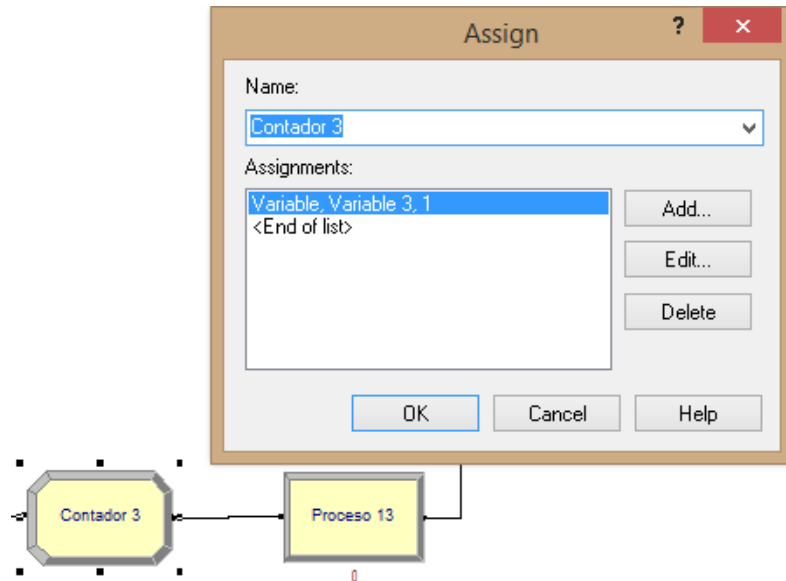 Assign
?
×
Name:
Contador 3
Assignments:
Variable, Variable 3, 1
<End of list>
Add...
Edit...
Delete
OK
Cancel
Help
Contador 3
Proceso 13
0